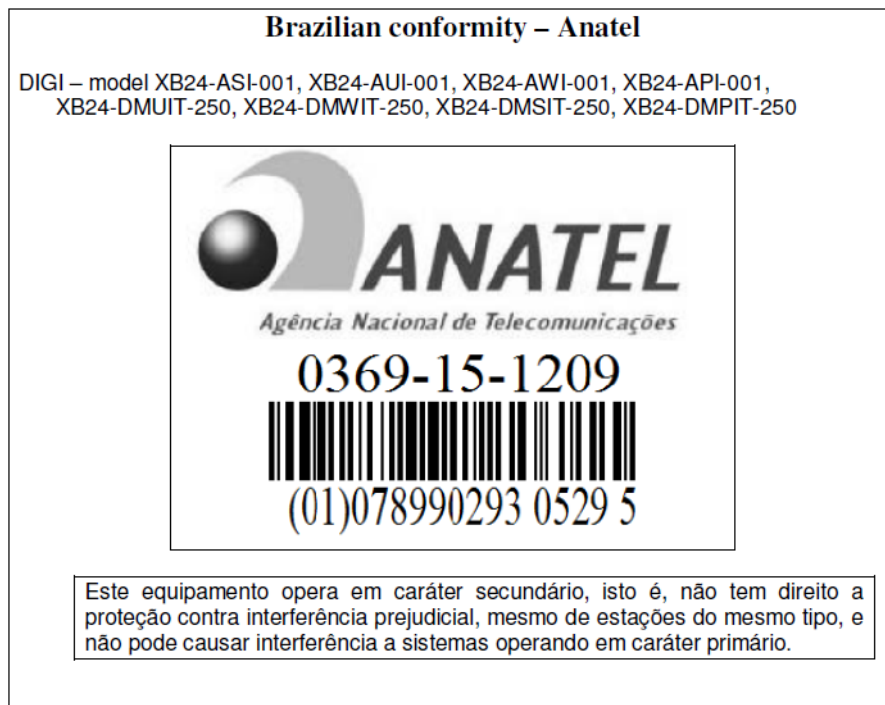 Brazilian conformity – Anatel
DIGI – model XB24-ASI-001, XB24-AUI-001, XB24-AWI-001, XB24-API-001,
XB24-DMUIT-250, XB24-DMWIT-250, XB24-DMSIT-250, XB24-DMPIT-250
ANATEL
Agência Nacional de Telecomunicações
0369-15-1209
(01)078990293 0529 5
Este equipamento opera em caráter secundário, isto é, não tem direito a
proteção contra interferência prejudicial, mesmo de estações do mesmo tipo, e
não pode causar interferência a sistemas operando em caráter primário.